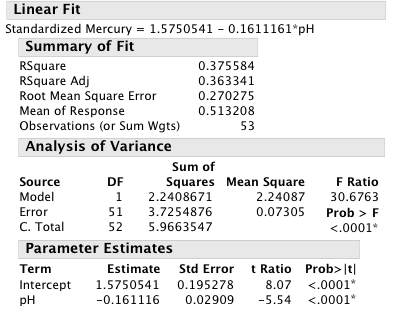 Linear Fit
Standardized Mercury = 1.5750541 - 0.1611161*pH
Summary of Fit
RSquare 0.375584
RSquare Adj 0.363341
Root Mean Square Error 0.270275
Mean of Response 0.513208
Observations (or Sum Wgts) 53
Analysis of Variance
Sum of
Source DF Squares Mean Square F Ratio
Model 1 2.2408671 2.24087 30.6763
Error 51 3.7254876 0.07305 Prob > F
C. Total 52 5.9663547 <.0001*
Parameter Estimates
Term Estimate Std Error t Ratio Prob>|t|
Intercept 1.5750541 0.195278 8.07 <.0001*
pH -0.161116 0.02909 -5.54 <.0001*